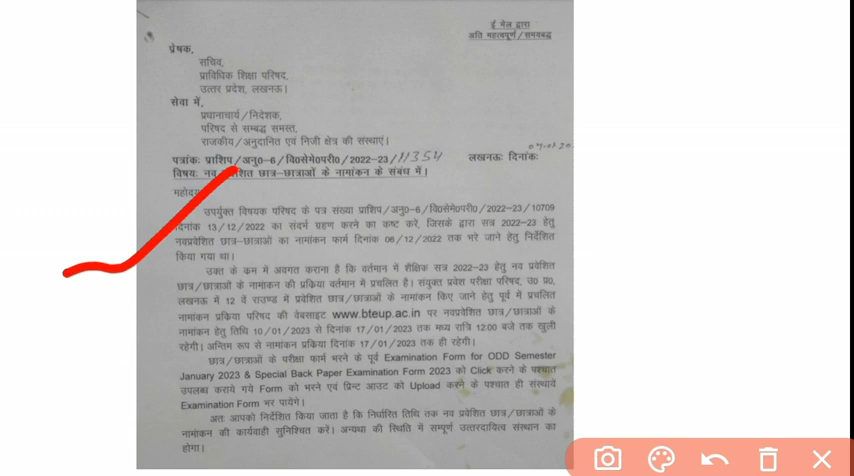 ई मेल द्वारा
अति महत्वपूर्ण/समयबद्ध
प्रेषक,
सचिव,
प्राविधिक शिक्षा परिषद,
उत्तर प्रदेश, लखनऊ।
सेवा में,
प्रधानाचार्य/निदेशक,
परिषद से सम्बद्ध समस्त,
राजकीय/अनुदानित एवं निजी क्षेत्र की संस्थाएं।
पत्रांकः प्राशिप/अनु0-6/वि0सेमे0परी0/2022-23/11354 लखनऊः दिनांकः
विषयः नव छात्र-छात्राओं के नामांकन के संबंध में।
उपर्युक्त विषयक परिषद के पत्र संख्या प्राशिप/अनु0-6/वि0सेमे0परी0/2022-23/10709
दिनांक 13/12/2022 का संदर्भ ग्रहण करने का कष्ट करे, जिसके द्वारा सत्र 2022-23 हेतु
नवप्रवेशित छात्र-छात्राओं का नामांकन फार्म दिनांक 06/12/2022 तक भरे जाने हेतु निर्देशित
किया गया था।
उक्त के कम में अवगत कराना है कि वर्तमान में शैक्षिक सत्र 2022-23 हेतु नव प्रवेशित
छात्र/छात्राओं के नामांकन की प्रकिया वर्तमान में प्रचलित है। संयुक्त प्रवेश परीक्षा परिषद, उ0 प्र0,
लखनऊ में 12 वें राउण्ड में प्रवेशित छात्र/छात्राओं के नामांकन किए जाने हेतु पूर्व में प्रचलित
नामांकन प्रकिया परिषद की वेबसाइट www.bteup.ac.in पर नवप्रवेशित छात्र/छात्राओं के
नामांकन हेतु तिथि 10/01/2023 से दिनांक 17/01/2023 तक मध्य रात्रि 12:00 बजे तक खुली
रहेगी। अन्तिम रूप से नामांकन प्रकिया दिनांक 17/01/2023 तक ही रहेगी।
छात्र/छात्राओं के परीक्षा फार्म भरने के पूर्व Examination Form for ODD Semester
January 2023 & Special Back Paper Examination Form 2023 को Click करने के पश्चात
उपलब्ध कराये गये Form को भरने एवं प्रिन्ट आउट को Upload करने के पश्चात ही संस्थायें
Examination Form भर पायेंगे।
अतः आपको निर्देशित किया जाता है कि निर्धारित तिथि तक नव प्रवेशित छात्र/छात्राओं के
नामांकन की कार्यवाही सुनिश्चित करें। अन्यथा की स्थिति में सम्पूर्ण उत्तरदायित्व संस्थान का
होगा।